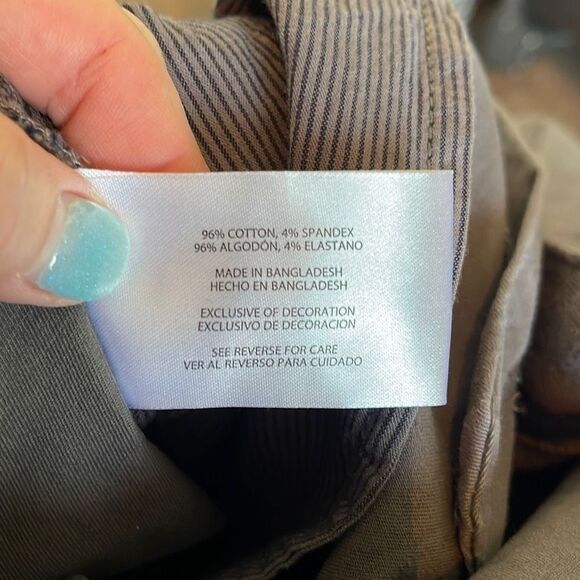 96% COTTON, 4% SPANDEX
96% ALGODÓN, 4% ELASTANO
MADE IN BANGLADESH
HECHO EN BANGLADESH
EXCLUSIVE OF DECORATION
EXCLUSIVO DE DECORACIÓN
SEE REVERSE FOR CARE
VER AL REVERSO PARA CUIDADO